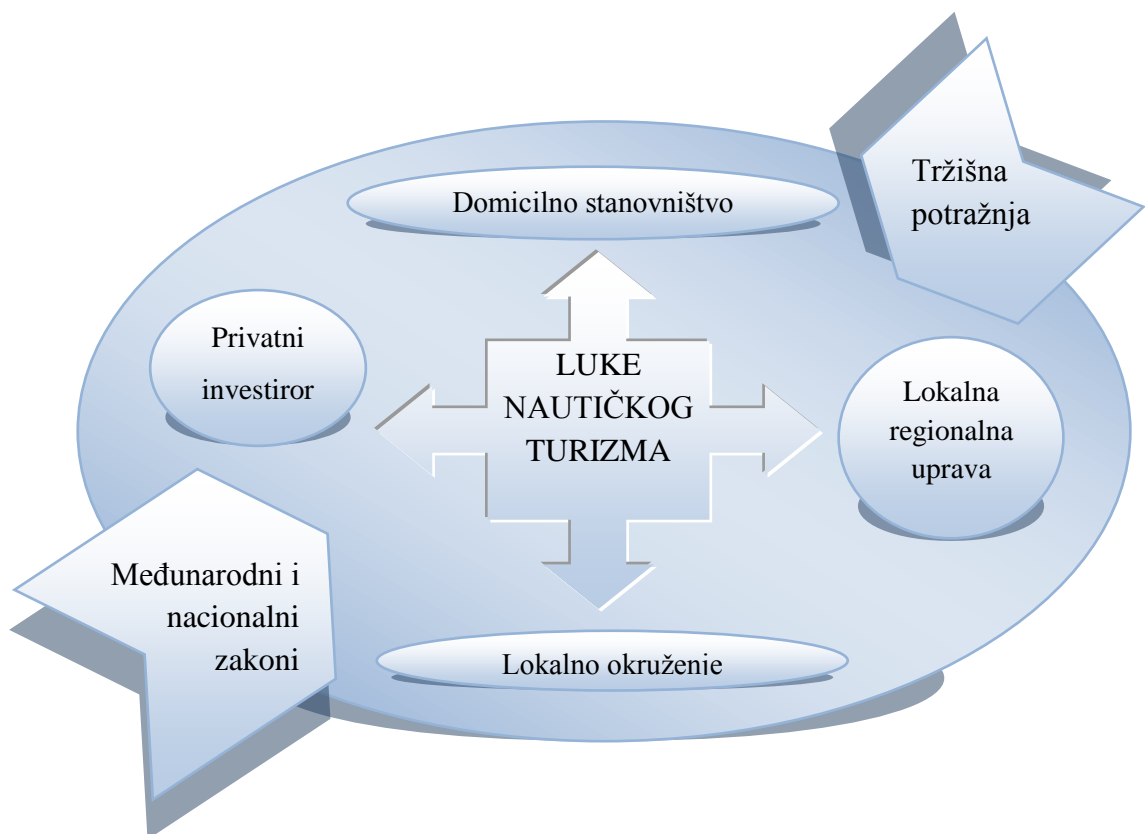 Tržišna
potražnja
Domicilno stanovništvo
Privatni
investiror
LUKE
NAUTIČKOG
TURIZMA
Lokalna
regionalna
uprava
Međunarodni i
nacionalni
zakoni
Lokalno okruženje